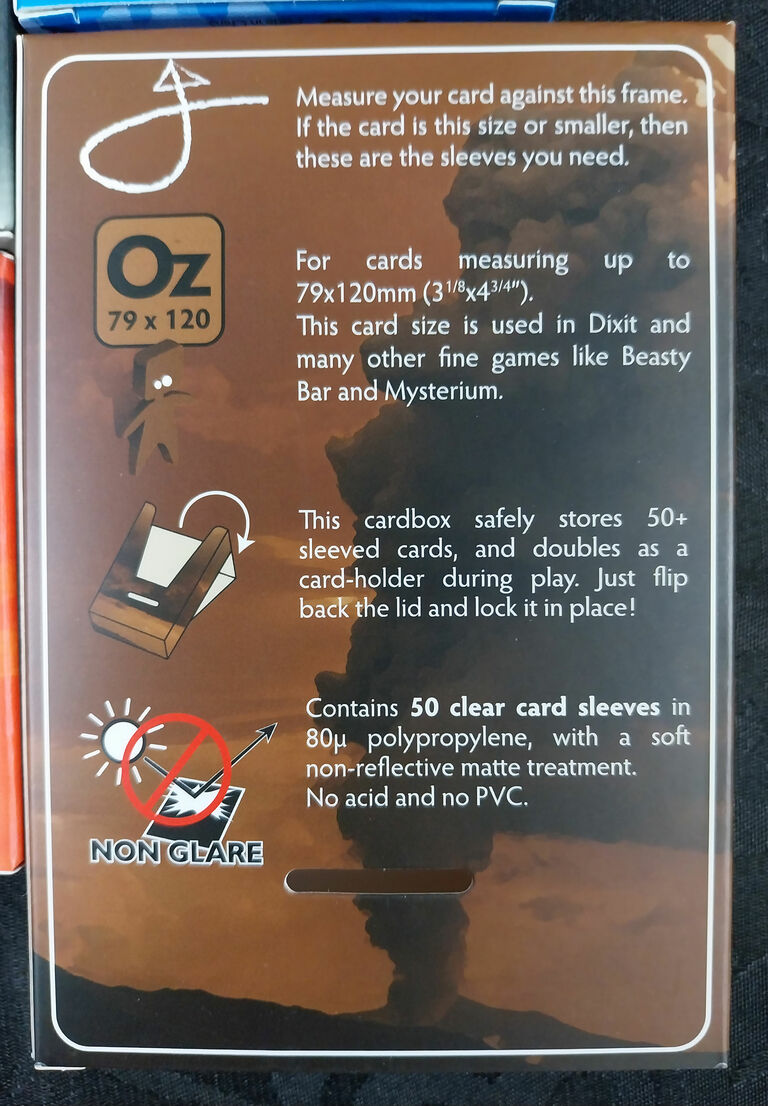 Measure your card against this frame.
If the card is this size or smaller, then
these are the sleeves you need.
Oz
79 x 120
For cards measuring up to
79x120mm (3 1/8x4 3/4").
This card size is used in Dixit and
many other fine games like Beasty
Bar and Mysterium.
This cardbox safely stores 50+
sleeved cards, and doubles as a
card-holder during play. Just flip
back the lid and lock it in place!
Contains 50 clear card sleeves in
80µ polypropylene, with a soft
non-reflective matte treatment.
No acid and no PVC.
NON GLARE